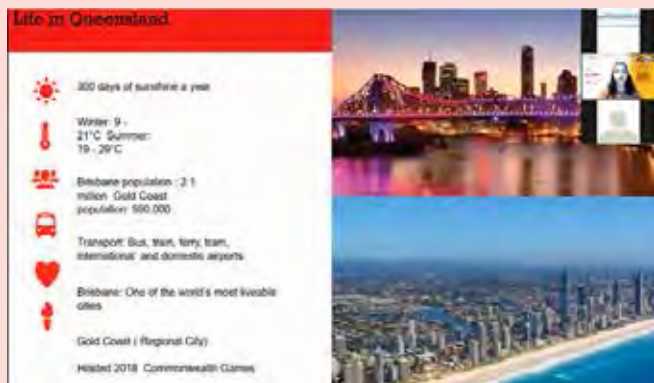 Life in Queensland
300 days of sunshine a year
Winter: 9 -
21°C Summer:
19 - 29°C
Brisbane population : 2.1
million Gold Coast
population: 500,000
Transport: Bus, train, ferry, tram,
international and domestic airports
Brisbane: One of the world's most liveable
cities
Gold Coast ( Regional City)
Hosted 2018 Commonwealth Games